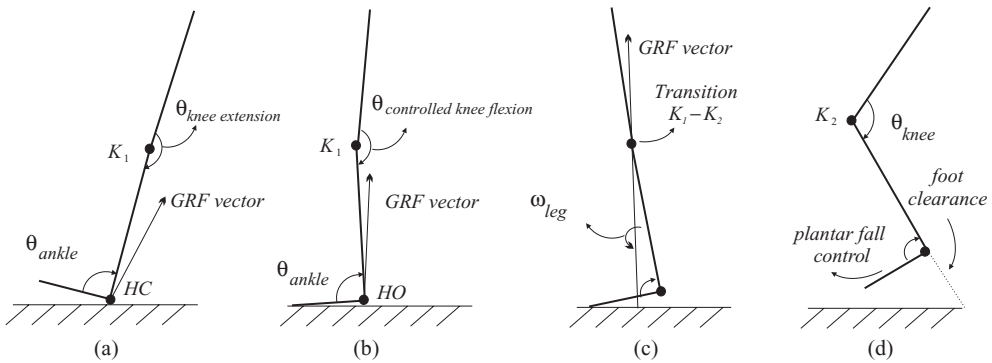 θknee extension
K1
GRF vector
θankle
HC
(a)
θcontrolled knee flexion
K1
GRF vector
θankle
HO
(b)
GRF vector
Transition
K1−K2
ωleg
(c)
K2
θknee
foot
clearance
plantar fall
control
(d)